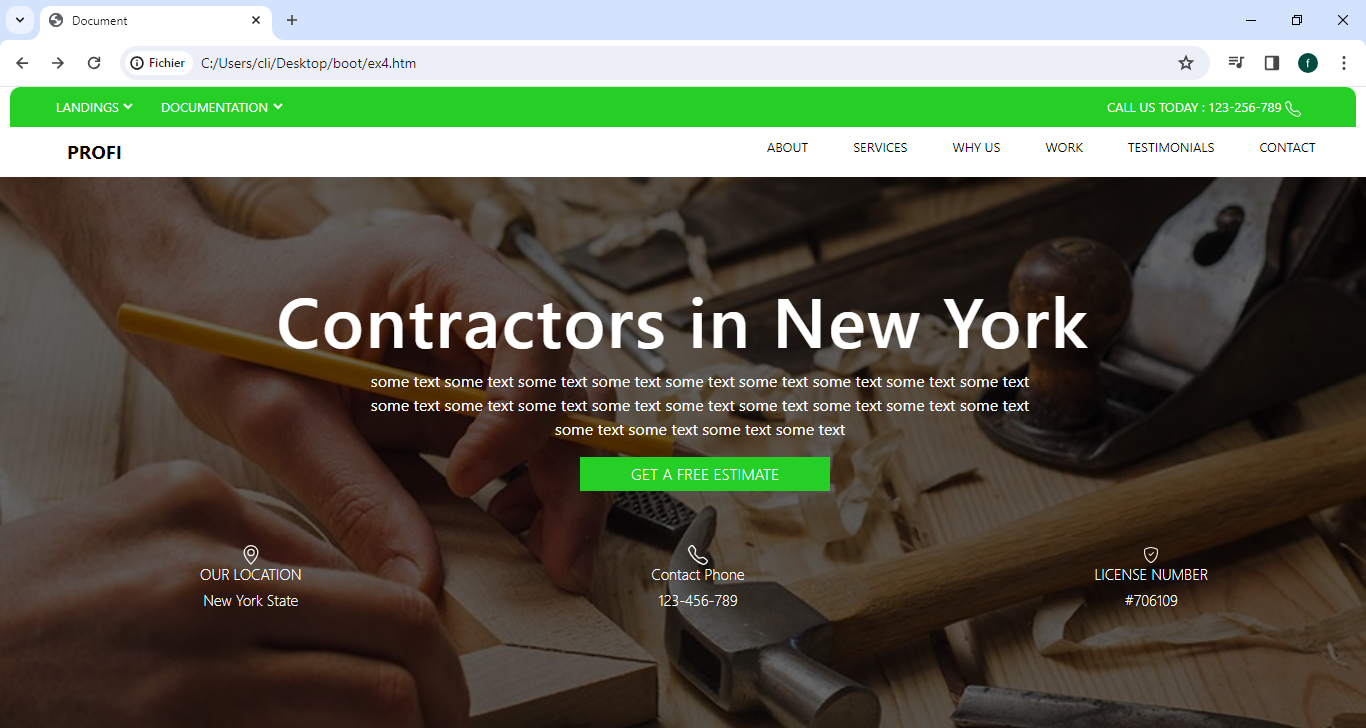 Document
Fichier C:/Users/cli/Desktop/boot/ex4.htm
f
LANDINGS DOCUMENTATION CALL US TODAY : 123-256-789
PROFI ABOUT SERVICES WHY US WORK TESTIMONIALS CONTACT
Contractors in New York
some text some text some text some text some text some text some text some text some text
some text some text some text some text some text some text some text some text some text
some text some text some text some text
GET A FREE ESTIMATE
OUR LOCATION Contact Phone LICENSE NUMBER
New York State 123-456-789 #706109